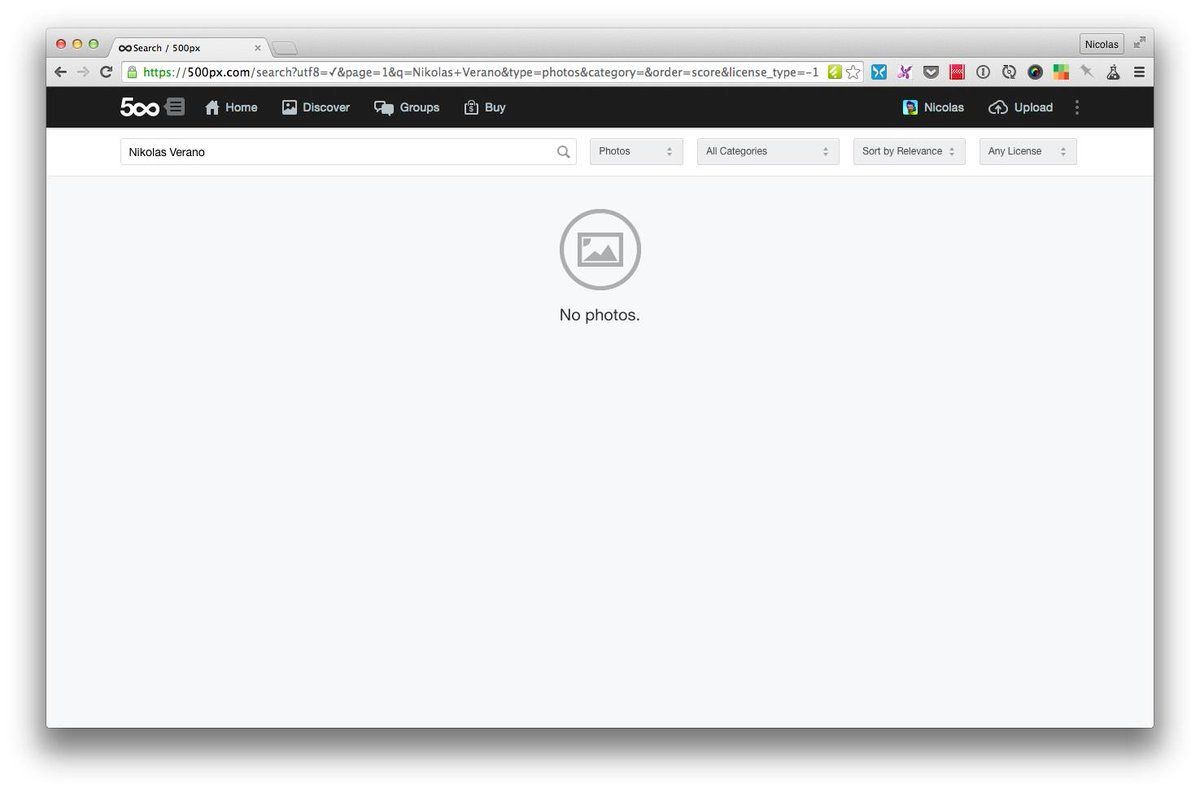 Search / 500px
Nicolas
https://500px.com/search?utf8=✓&page=1&q=Nikolas+Verano&type=photos&category=&order=score&license_type=-1
500 Home Discover Groups Buy Nicolas Upload
Nikolas Verano Photos All Categories Sort by Relevance Any License
No photos.